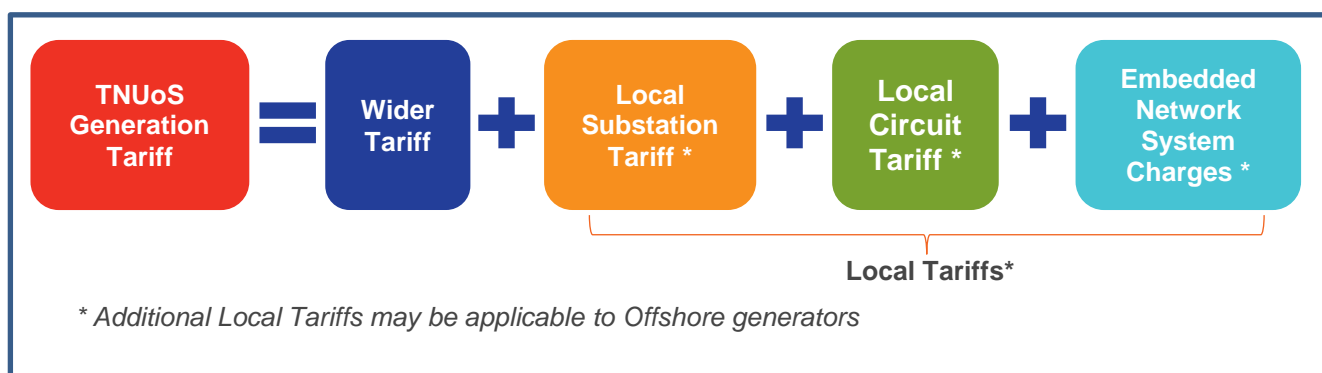 TNUoS
Generation
Tariff
Wider
Tariff
Local
Substation
Tariff *
Local
Circuit
Tariff *
Embedded
Network
System
Charges *
Local Tariffs*
* Additional Local Tariffs may be applicable to Offshore generators